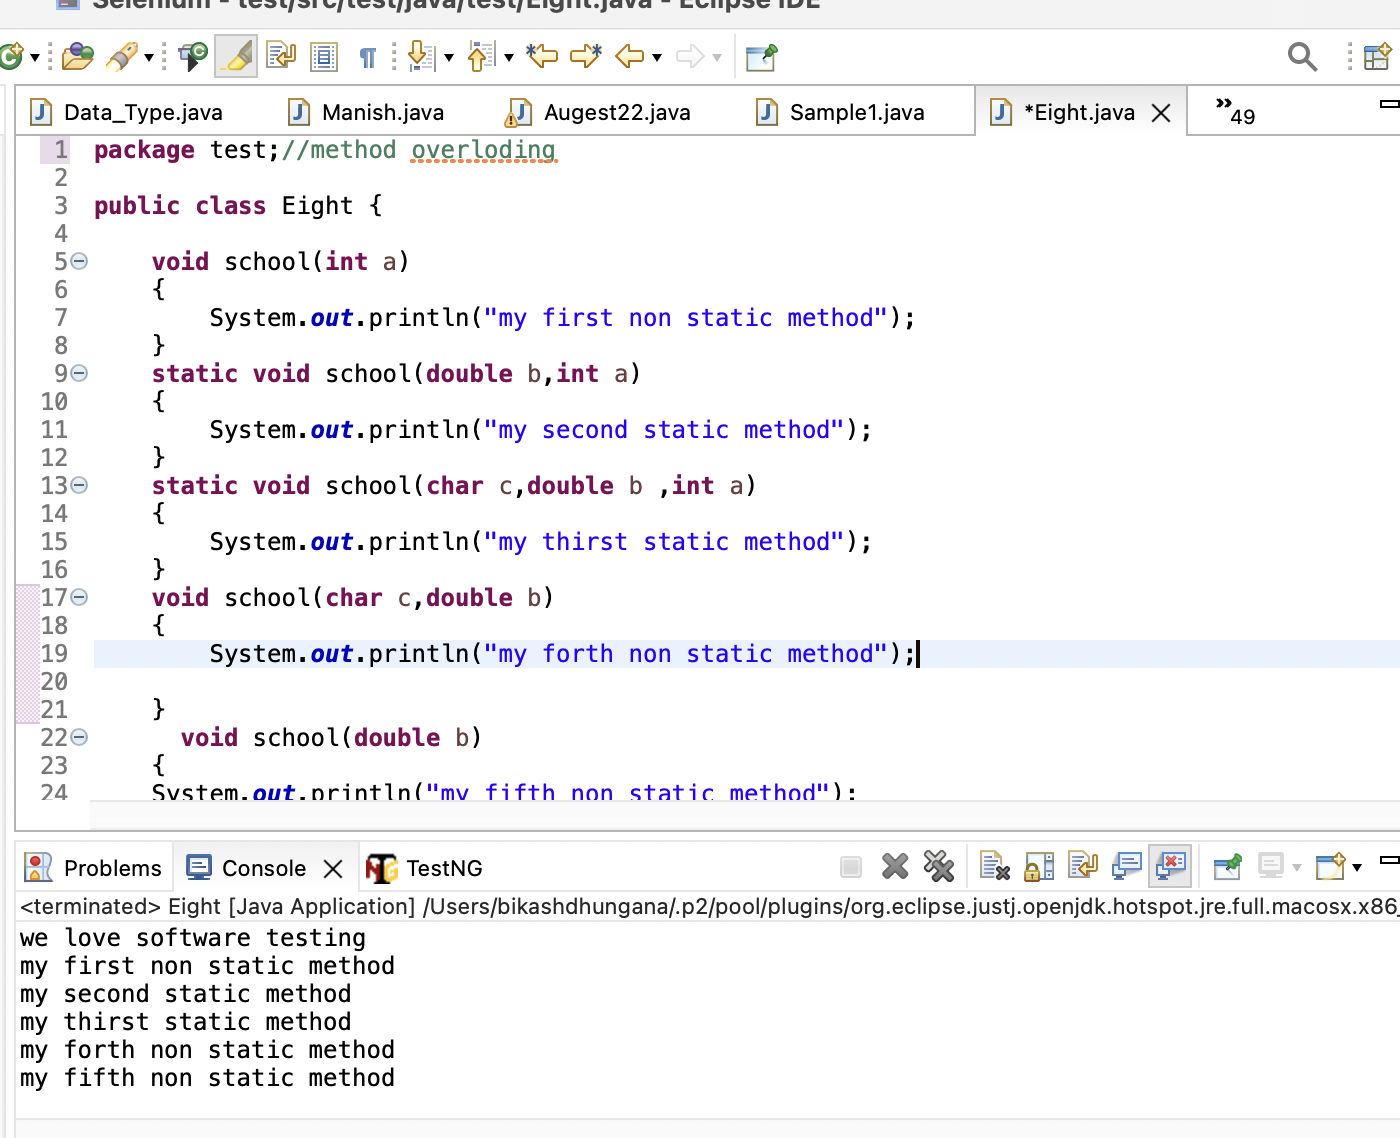 Selenium - test/src/test/java/test/Eight.java - Eclipse IDE
Data_Type.java Manish.java Augest22.java Sample1.java *Eight.java »49
1 package test;//method overloding
2
3 public class Eight {
4
5 void school(int a)
6 {
7 System.out.println("my first non static method");
8 }
9 static void school(double b,int a)
10 {
11 System.out.println("my second static method");
12 }
13 static void school(char c,double b ,int a)
14 {
15 System.out.println("my thirst static method");
16 }
17 void school(char c,double b)
18 {
19 System.out.println("my forth non static method");
20
21 }
22 void school(double b)
23 {
24 System.out.println("my fifth non static method");
Problems Console TestNG
<terminated> Eight [Java Application] /Users/bikashdhungana/.p2/pool/plugins/org.eclipse.justj.openjdk.hotspot.jre.full.macosx.x86_
we love software testing
my first non static method
my second static method
my thirst static method
my forth non static method
my fifth non static method